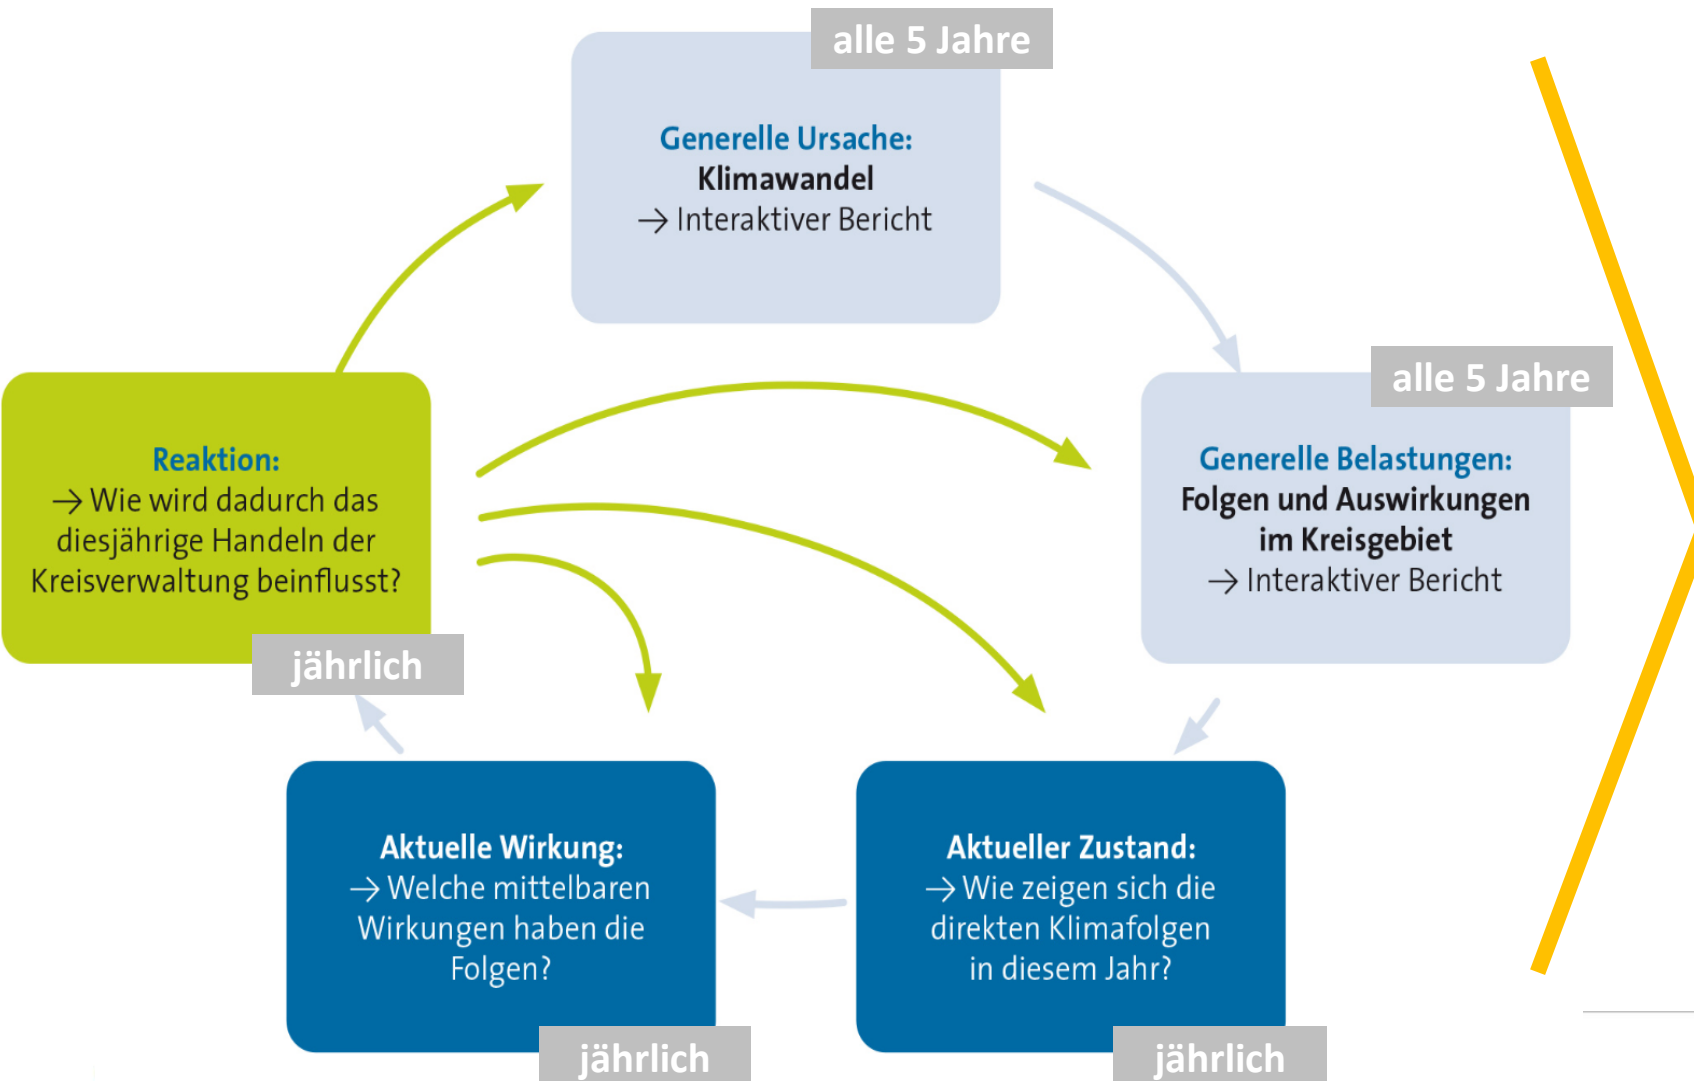 alle 5 Jahre
Generelle Ursache:
Klimawandel
→ Interaktiver Bericht
alle 5 Jahre
Generelle Belastungen:
Folgen und Auswirkungen
im Kreisgebiet
→ Interaktiver Bericht
Reaktion:
→ Wie wird dadurch das
diesjährige Handeln der
Kreisverwaltung beinflusst?
jährlich
Aktuelle Wirkung:
→ Welche mittelbaren
Wirkungen haben die
Folgen?
jährlich
Aktueller Zustand:
→ Wie zeigen sich die
direkten Klimafolgen
in diesem Jahr?
jährlich